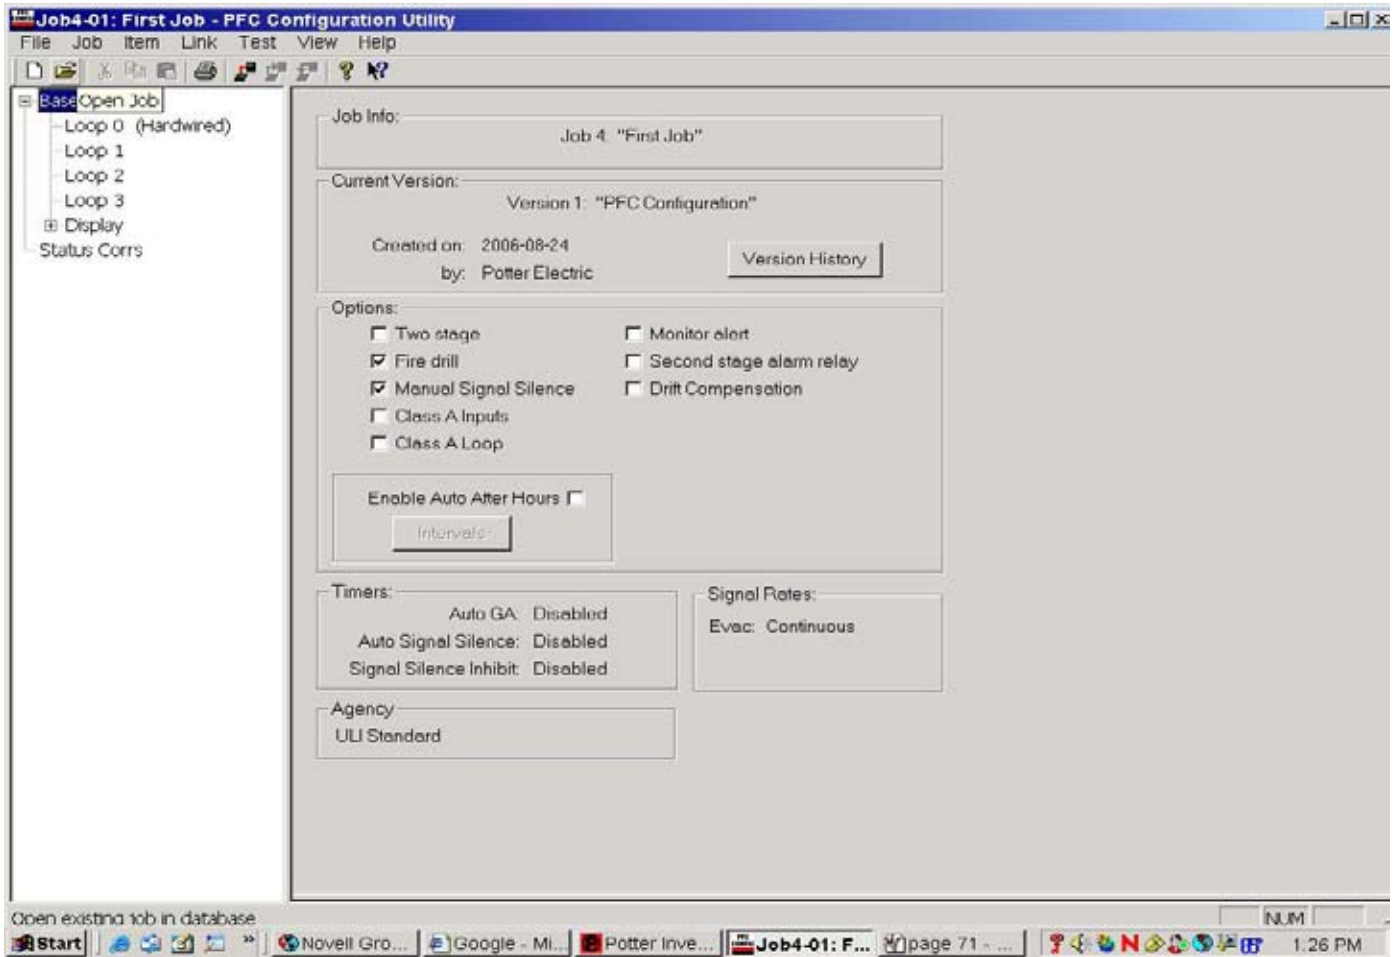 Job4-01: First Job - PFC Configuration Utility
File Job Item Link Test View Help
Base Open Job
Loop 0 (Hardwired)
Loop 1
Loop 2
Loop 3
Display
Status Corrs
Job Info:
Job 4: "First Job"
Current Version:
Version 1: "PFC Configuration"
Created on: 2006-08-24
by: Potter Electric
Version History
Options:
Two stage
Monitor alert
Fire drill
Second stage alarm relay
Manual Signal Silence
Drift Compensation
Class A Inputs
Class A Loop
Enable Auto After Hours
Intervals
Timers:
Auto GA: Disabled
Auto Signal Silence: Disabled
Signal Silence Inhibit: Disabled
Signal Rates:
Evac: Continuous
Agency
ULI Standard
Open existing job in database
NUM
Start
Novell Gro...
Google - Mi...
Potter Inve...
Job4-01: F...
page 71 - ...
1:26 PM